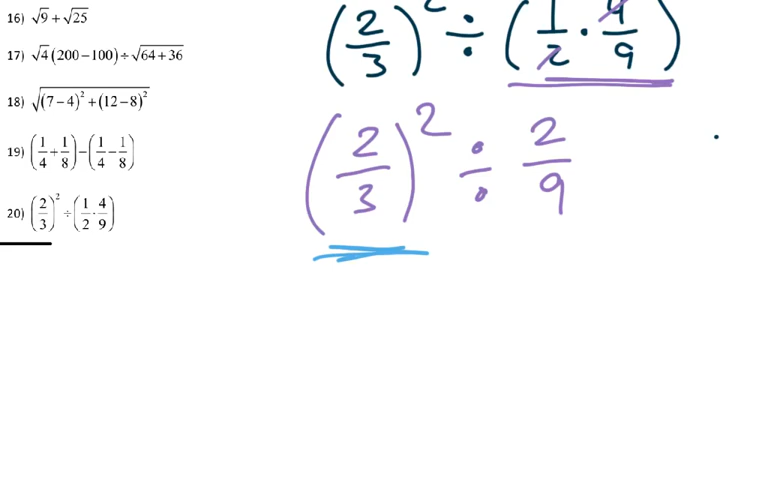 16) √9 + √25
17) √4 (200 − 100) ÷ √(64 + 36)
18) √((7 − 4)² + (12 − 8)²)
19) (1/4 + 1/8) − (1/4 − 1/8)
20) (2/3)² ÷ (1/2 · 4/9)
(2/3)² ÷ (1/2 · 4/9)
(2/3)² ÷ 2/9